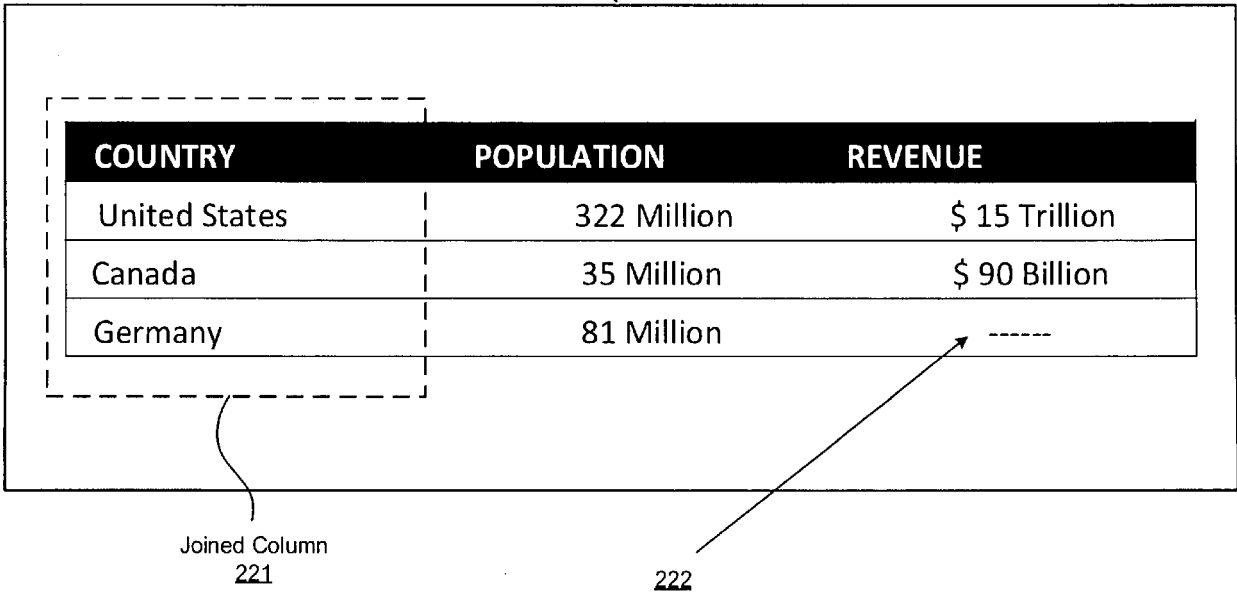 COUNTRY POPULATION REVENUE
United States 322 Million $ 15 Trillion
Canada 35 Million $ 90 Billion
Germany 81 Million ------
Joined Column
221
222